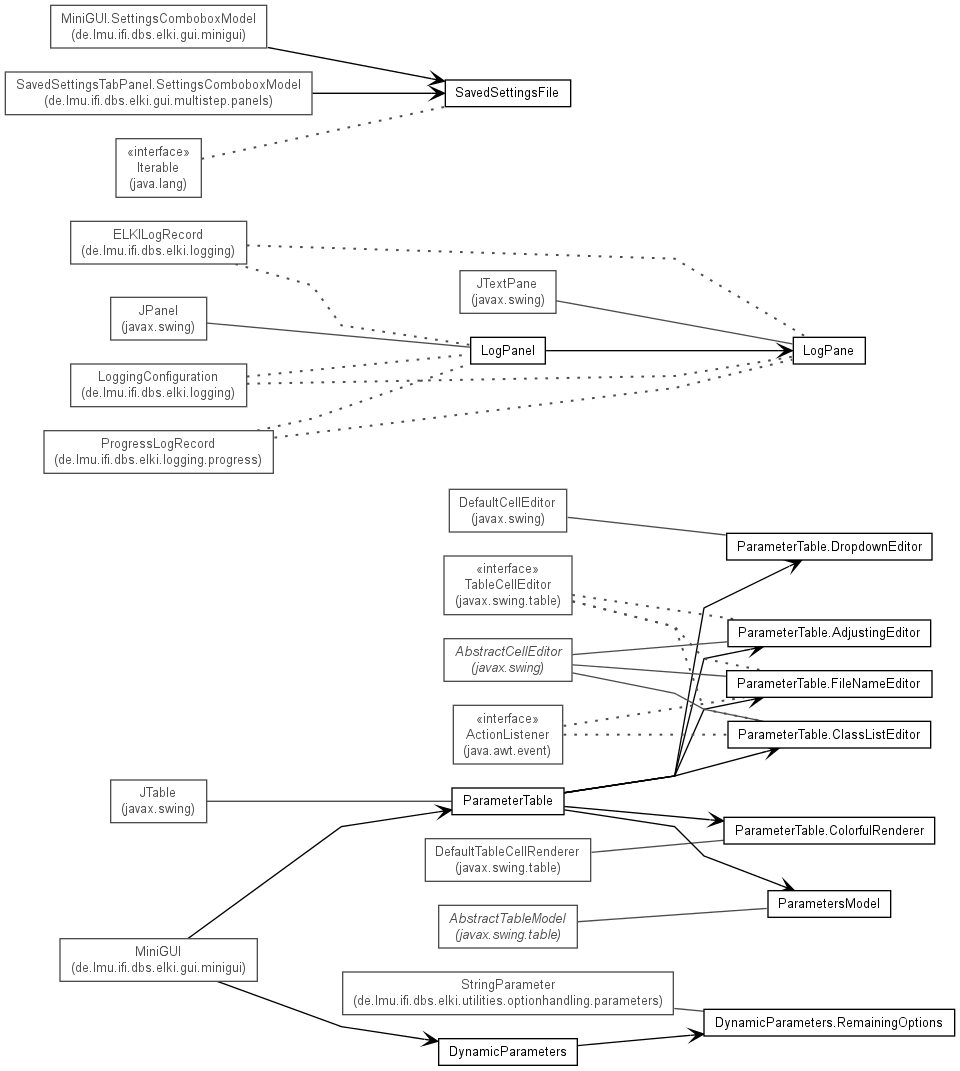 MiniGUI.SettingsComboboxModel
(de.lmu.ifi.dbs.elki.gui.minigui)
SavedSettingsTabPanel.SettingsComboboxModel
(de.lmu.ifi.dbs.elki.gui.multistep.panels)
SavedSettingsFile
«interface»
Iterable
(java.lang)
ELKILogRecord
(de.lmu.ifi.dbs.elki.logging)
JTextPane
(javax.swing)
JPanel
(javax.swing)
LogPanel
LogPane
LoggingConfiguration
(de.lmu.ifi.dbs.elki.logging)
ProgressLogRecord
(de.lmu.ifi.dbs.elki.logging.progress)
DefaultCellEditor
(javax.swing)
ParameterTable.DropdownEditor
«interface»
TableCellEditor
(javax.swing.table)
ParameterTable.AdjustingEditor
AbstractCellEditor
(javax.swing)
ParameterTable.FileNameEditor
«interface»
ActionListener
(java.awt.event)
ParameterTable.ClassListEditor
JTable
(javax.swing)
ParameterTable
ParameterTable.ColorfulRenderer
DefaultTableCellRenderer
(javax.swing.table)
ParametersModel
AbstractTableModel
(javax.swing.table)
MiniGUI
(de.lmu.ifi.dbs.elki.gui.minigui)
StringParameter
(de.lmu.ifi.dbs.elki.utilities.optionhandling.parameters)
DynamicParameters.RemainingOptions
DynamicParameters